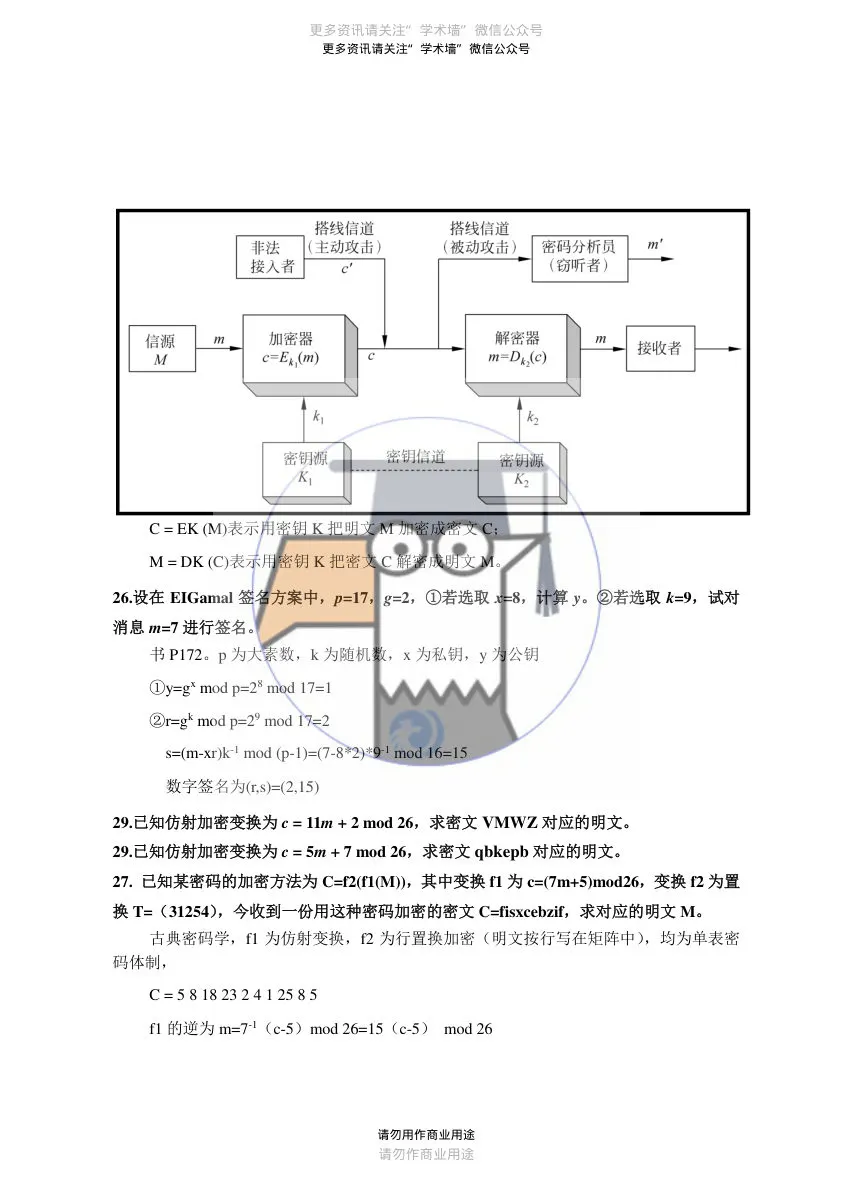 更多资讯请关注“学术墙”微信公众号
更多资讯请关注“学术墙”微信公众号
搭线信道
（主动攻击）
搭线信道
（被动攻击）
非法
接入者
c′
密码分析员
（窃听者）
m′
信源
M
m
加密器
c=Ek1(m)
c
解密器
m=Dk2(c)
m
接收者
k1
k2
密钥源
K1
密钥信道
密钥源
K2
C = EK (M)表示用密钥 K 把明文 M 加密成密文 C；
M = DK (C)表示用密钥 K 把密文 C 解密成明文 M。
26.设在 EIGamal 签名方案中，p=17，g=2，①若选取 x=8，计算 y。②若选取 k=9，试对
消息 m=7 进行签名。
书 P172。p 为大素数，k 为随机数，x 为私钥，y 为公钥
①y=g^x mod p=2^8 mod 17=1
②r=g^k mod p=2^9 mod 17=2
s=(m-xr)k^-1 mod (p-1)=(7-8*2)*9^-1 mod 16=15
数字签名为(r,s)=(2,15)
29.已知仿射加密变换为 c = 11m + 2 mod 26，求密文 VMWZ 对应的明文。
29.已知仿射加密变换为 c = 5m + 7 mod 26，求密文 qbkepb 对应的明文。
27. 已知某密码的加密方法为 C=f2(f1(M))，其中变换 f1 为 c=(7m+5)mod26，变换 f2 为置
换 T=（31254），今收到一份用这种密码加密的密文 C=fisxcebzif，求对应的明文 M。
古典密码学，f1 为仿射变换，f2 为行置换加密（明文按行写在矩阵中），均为单表密
码体制，
C = 5 8 18 23 2 4 1 25 8 5
f1 的逆为 m=7^-1（c-5）mod 26=15（c-5） mod 26
请勿用作商业用途
请勿作商业用途